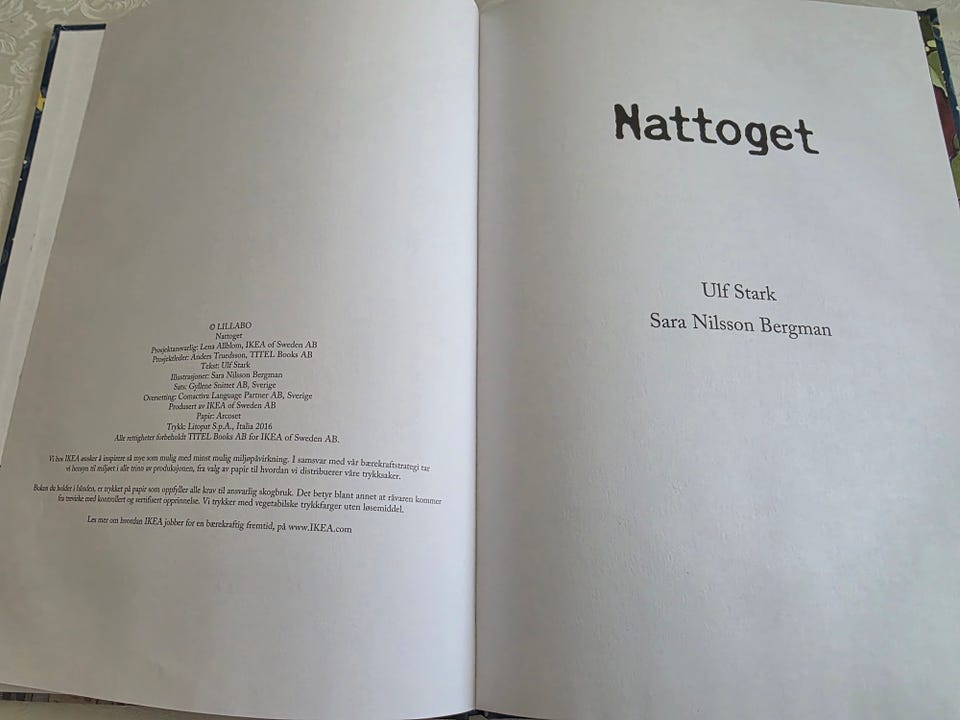 © LILLABO
Nattoget
Prosjektansvarlig: Lena Allblom, IKEA of Sweden AB
Prosjektleder: Anders Truedsson, TITEL Books AB
Tekst: Ulf Stark
Illustrasjoner: Sara Nilsson Bergman
Sats: Gyllene Snittet AB, Sverige
Oversetting: Comactiva Language Partner AB, Sverige
Produsert av IKEA of Sweden AB
Papir: Arcoset
Trykk: Litopat S.p.A., Italia 2016
Alle rettigheter forbeholdt TITEL Books AB for IKEA of Sweden AB.
Vi hos IKEA ønsker å inspirere så mye som mulig med minst mulig miljøpåvirkning. I samsvar med vår bærekraftstrategi tar
vi hensyn til miljøet i alle trinn av produksjonen, fra valg av papir til hvordan vi distribuerer våre trykksaker.
Boken du holder i hånden, er trykket på papir som oppfyller alle krav til ansvarlig skogbruk. Det betyr blant annet at råvaren kommer
fra trevirke med kontrollert og sertifisert opprinnelse. Vi trykker med vegetabilske trykkfarger uten løsemiddel.
Les mer om hvordan IKEA jobber for en bærekraftig fremtid, på www.IKEA.com
Nattoget
Ulf Stark
Sara Nilsson Bergman